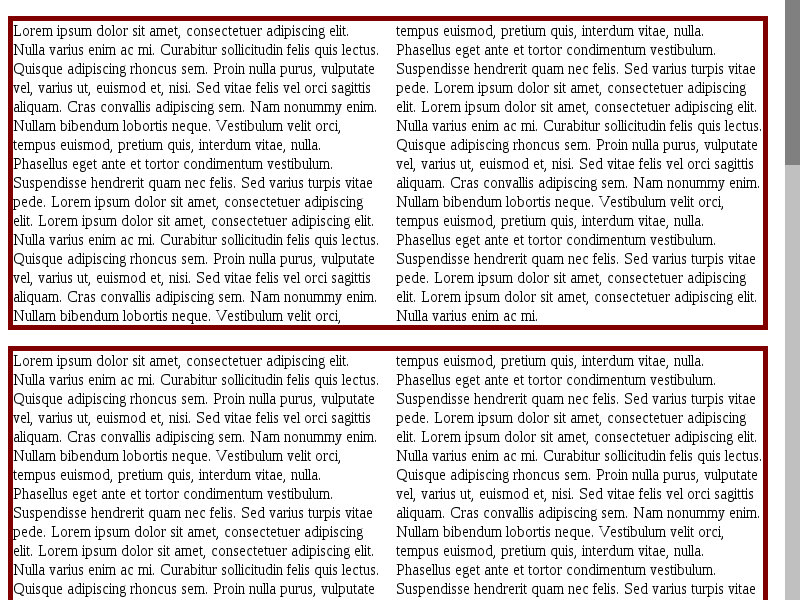 Lorem ipsum dolor sit amet, consectetuer adipiscing elit.
Nulla varius enim ac mi. Curabitur sollicitudin felis quis lectus.
Quisque adipiscing rhoncus sem. Proin nulla purus, vulputate
vel, varius ut, euismod et, nisi. Sed vitae felis vel orci sagittis
aliquam. Cras convallis adipiscing sem. Nam nonummy enim.
Nullam bibendum lobortis neque. Vestibulum velit orci,
tempus euismod, pretium quis, interdum vitae, nulla.
Phasellus eget ante et tortor condimentum vestibulum.
Suspendisse hendrerit quam nec felis. Sed varius turpis vitae
pede. Lorem ipsum dolor sit amet, consectetuer adipiscing
elit. Lorem ipsum dolor sit amet, consectetuer adipiscing elit.
Nulla varius enim ac mi. Curabitur sollicitudin felis quis lectus.
Quisque adipiscing rhoncus sem. Proin nulla purus, vulputate
vel, varius ut, euismod et, nisi. Sed vitae felis vel orci sagittis
aliquam. Cras convallis adipiscing sem. Nam nonummy enim.
Nullam bibendum lobortis neque. Vestibulum velit orci,
tempus euismod, pretium quis, interdum vitae, nulla.
Phasellus eget ante et tortor condimentum vestibulum.
Suspendisse hendrerit quam nec felis. Sed varius turpis vitae
pede. Lorem ipsum dolor sit amet, consectetuer adipiscing
elit. Lorem ipsum dolor sit amet, consectetuer adipiscing elit.
Nulla varius enim ac mi. Curabitur sollicitudin felis quis lectus.
Quisque adipiscing rhoncus sem. Proin nulla purus, vulputate
vel, varius ut, euismod et, nisi. Sed vitae felis vel orci sagittis
aliquam. Cras convallis adipiscing sem. Nam nonummy enim.
Nullam bibendum lobortis neque. Vestibulum velit orci,
tempus euismod, pretium quis, interdum vitae, nulla.
Phasellus eget ante et tortor condimentum vestibulum.
Suspendisse hendrerit quam nec felis. Sed varius turpis vitae
pede. Lorem ipsum dolor sit amet, consectetuer adipiscing
elit. Lorem ipsum dolor sit amet, consectetuer adipiscing elit.
Nulla varius enim ac mi.
Lorem ipsum dolor sit amet, consectetuer adipiscing elit.
Nulla varius enim ac mi. Curabitur sollicitudin felis quis lectus.
Quisque adipiscing rhoncus sem. Proin nulla purus, vulputate
vel, varius ut, euismod et, nisi. Sed vitae felis vel orci sagittis
aliquam. Cras convallis adipiscing sem. Nam nonummy enim.
Nullam bibendum lobortis neque. Vestibulum velit orci,
tempus euismod, pretium quis, interdum vitae, nulla.
Phasellus eget ante et tortor condimentum vestibulum.
Suspendisse hendrerit quam nec felis. Sed varius turpis vitae
pede. Lorem ipsum dolor sit amet, consectetuer adipiscing
elit. Lorem ipsum dolor sit amet, consectetuer adipiscing elit.
Nulla varius enim ac mi. Curabitur sollicitudin felis quis lectus.
Quisque adipiscing rhoncus sem. Proin nulla purus, vulputate
tempus euismod, pretium quis, interdum vitae, nulla.
Phasellus eget ante et tortor condimentum vestibulum.
Suspendisse hendrerit quam nec felis. Sed varius turpis vitae
pede. Lorem ipsum dolor sit amet, consectetuer adipiscing
elit. Lorem ipsum dolor sit amet, consectetuer adipiscing elit.
Nulla varius enim ac mi. Curabitur sollicitudin felis quis lectus.
Quisque adipiscing rhoncus sem. Proin nulla purus, vulputate
vel, varius ut, euismod et, nisi. Sed vitae felis vel orci sagittis
aliquam. Cras convallis adipiscing sem. Nam nonummy enim.
Nullam bibendum lobortis neque. Vestibulum velit orci,
tempus euismod, pretium quis, interdum vitae, nulla.
Phasellus eget ante et tortor condimentum vestibulum.
Suspendisse hendrerit quam nec felis. Sed varius turpis vitae